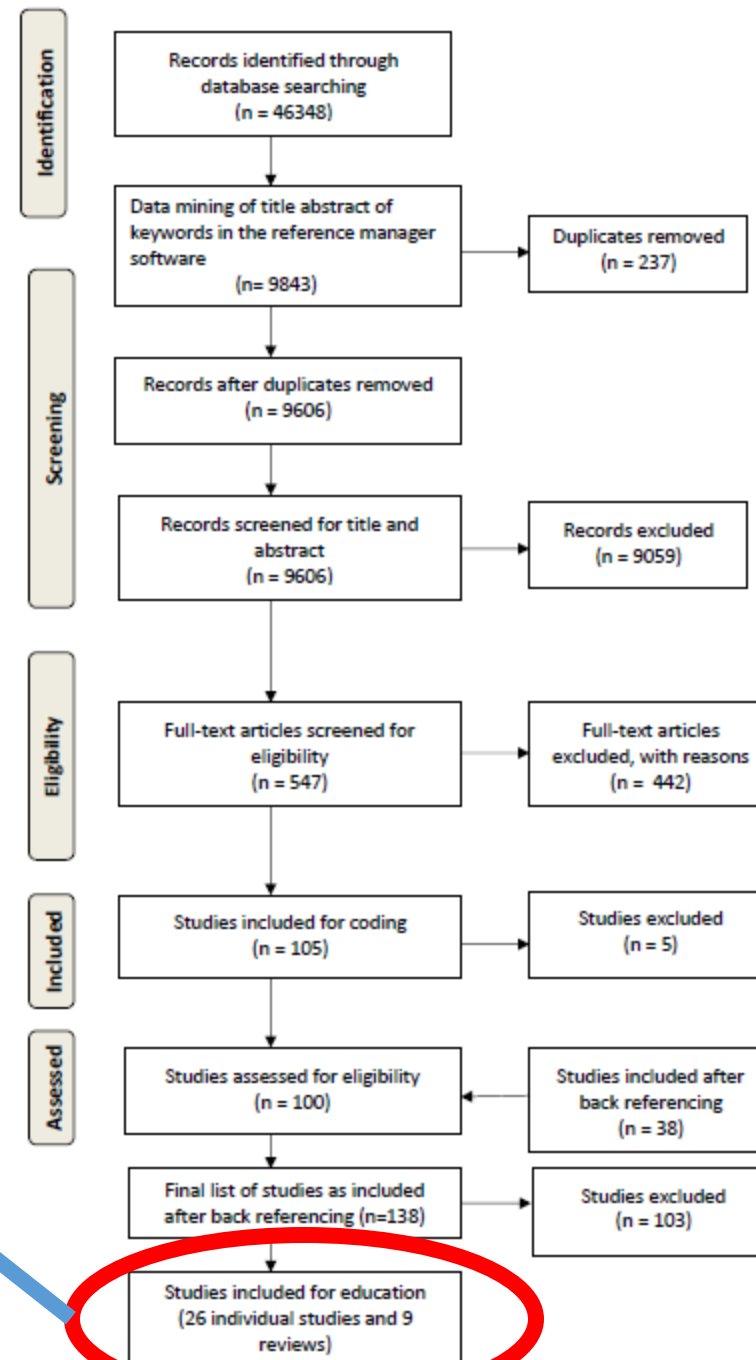 Identification
Records identified through
database searching
(n = 46348)
Data mining of title abstract of
keywords in the reference manager
software
(n= 9843)
Duplicates removed
(n = 237)
Screening
Records after duplicates removed
(n = 9606)
Records screened for title and
abstract
(n = 9606)
Records excluded
(n = 9059)
Eligibility
Full-text articles screened for
eligibility
(n = 547)
Full-text articles
excluded, with reasons
(n = 442)
Included
Studies included for coding
(n = 105)
Studies excluded
(n = 5)
Assessed
Studies assessed for eligibility
(n = 100)
Studies included after
back referencing
(n = 38)
Final list of studies as included
after back referencing (n=138)
Studies excluded
(n = 103)
Studies included for education
(26 individual studies and 9
reviews)